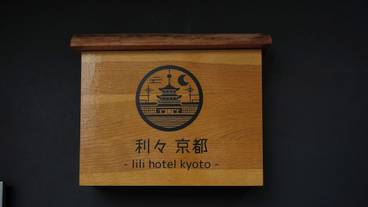 利々 京都
- lili hotel kyoto -